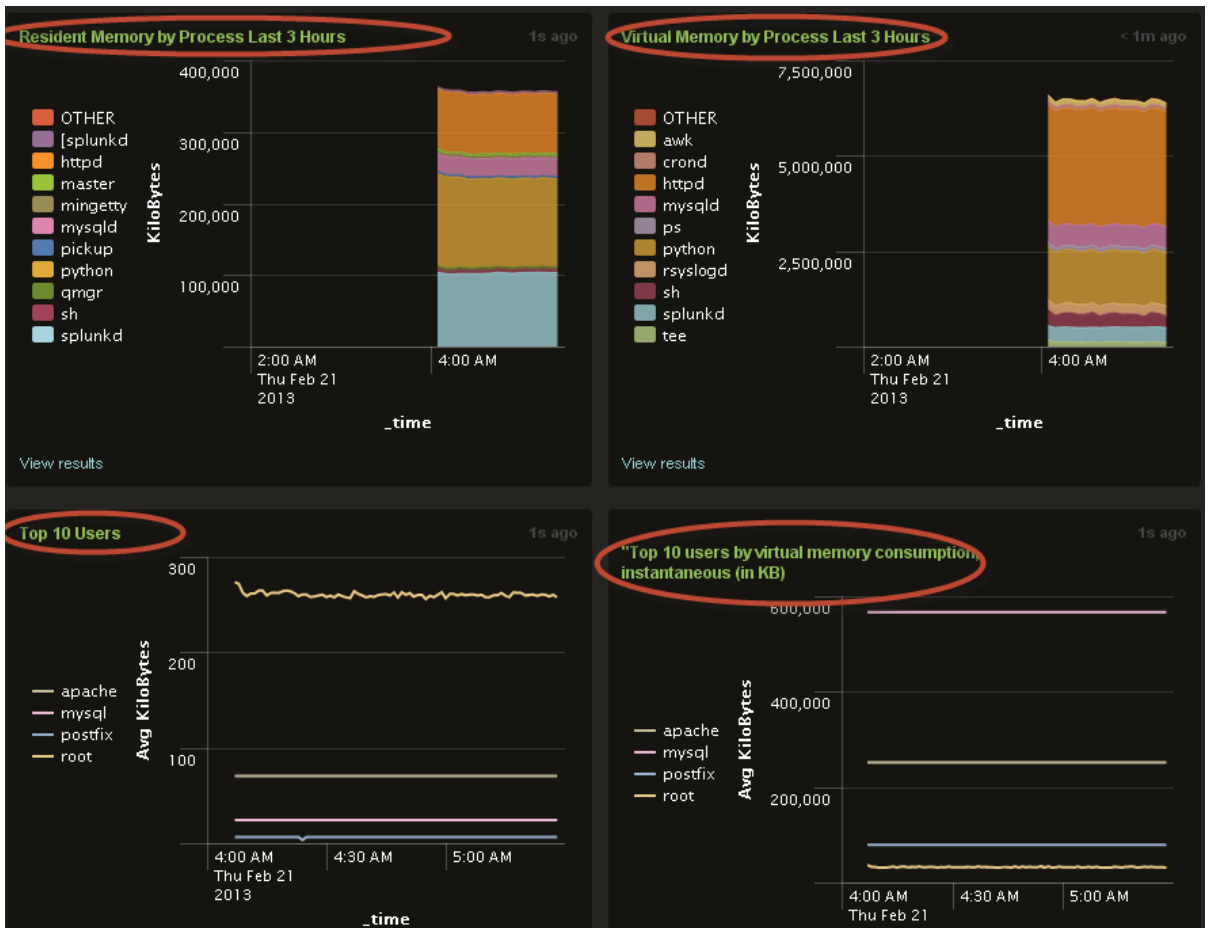 Resident Memory by Process Last 3 Hours
1s ago
400,000
300,000
200,000
100,000
KiloBytes
OTHER
[splunkd
httpd
master
mingetty
mysqld
pickup
python
qmgr
sh
splunkd
2:00 AM
Thu Feb 21
2013
4:00 AM
_time
View results
Virtual Memory by Process Last 3 Hours
< 1m ago
7,500,000
5,000,000
2,500,000
KiloBytes
OTHER
awk
crond
httpd
mysqld
ps
python
rsyslogd
sh
splunkd
tee
2:00 AM
Thu Feb 21
2013
4:00 AM
_time
View results
Top 10 Users
1s ago
300
200
100
Avg KiloBytes
apache
mysql
postfix
root
4:00 AM
Thu Feb 21
2013
4:30 AM
5:00 AM
_time
"Top 10 users by virtual memory consumption,
instantaneous (in KB)
1s ago
600,000
400,000
200,000
Avg KiloBytes
apache
mysql
postfix
root
4:00 AM
Thu Feb 21
4:30 AM
5:00 AM